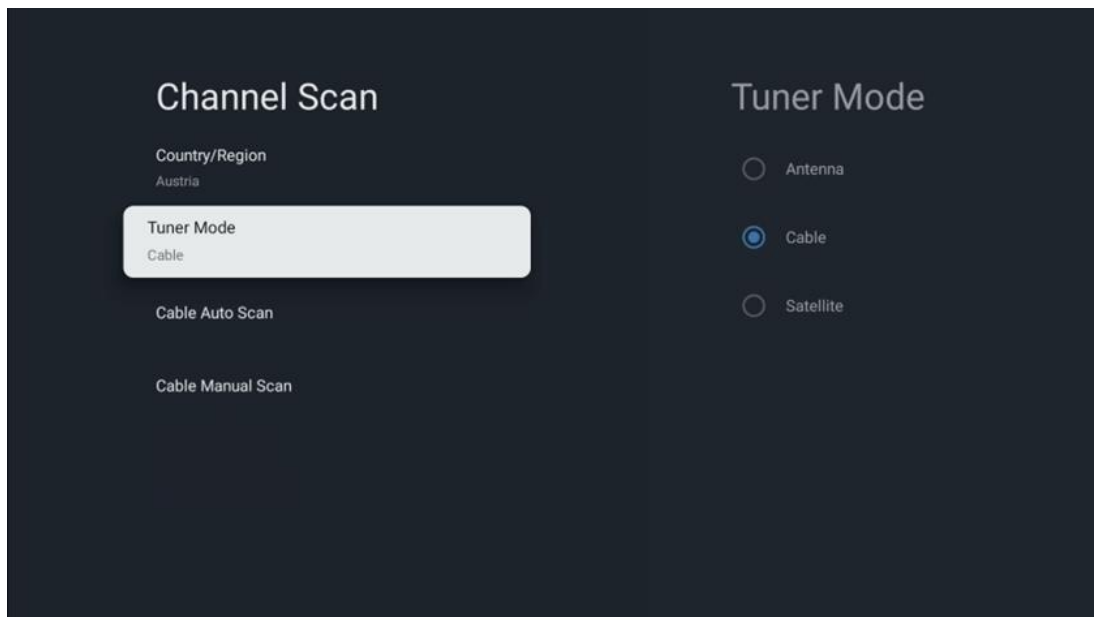 Channel Scan
Country/Region
Austria
Tuner Mode
Cable
Cable Auto Scan
Cable Manual Scan
Tuner Mode
Antenna
Cable
Satellite